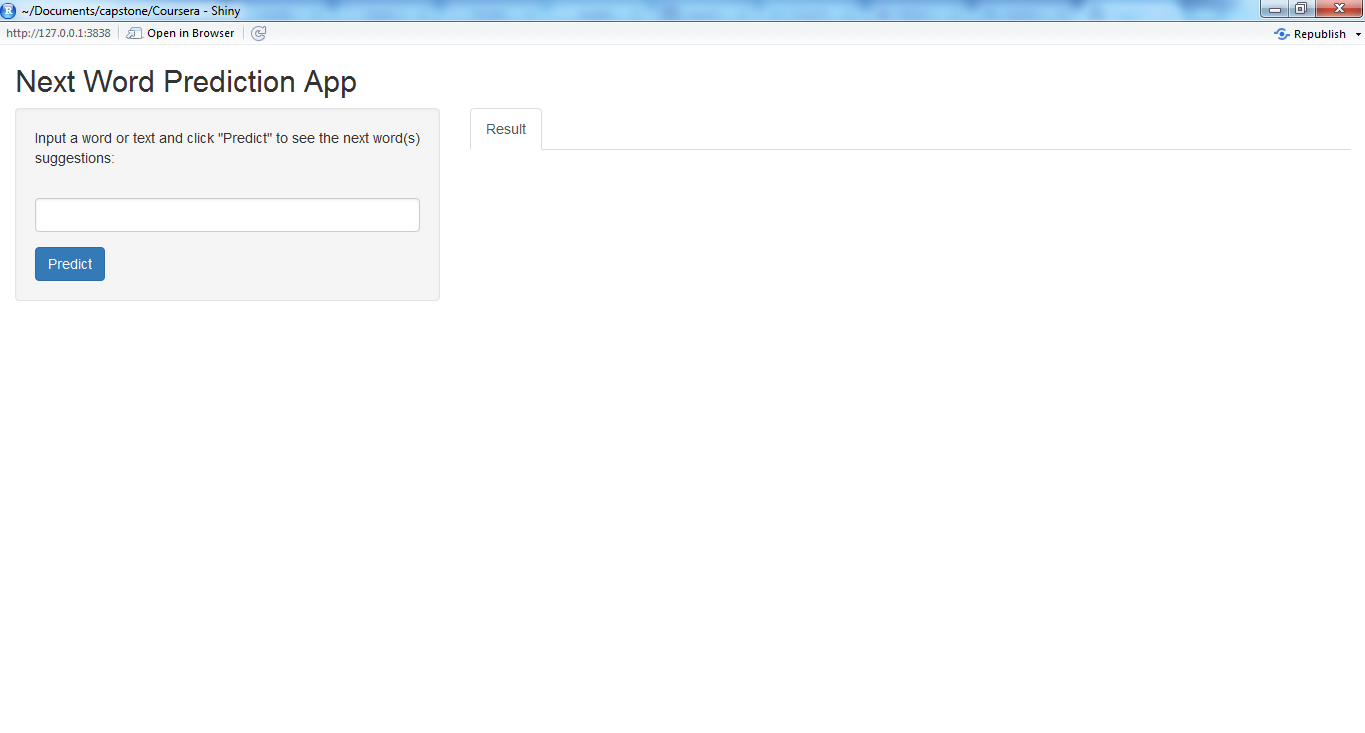 ~/Documents/capstone/Coursera - Shiny
http://127.0.0.1:3838 Open in Browser Republish
Next Word Prediction App
Input a word or text and click "Predict" to see the next word(s)
suggestions:
Predict
Result